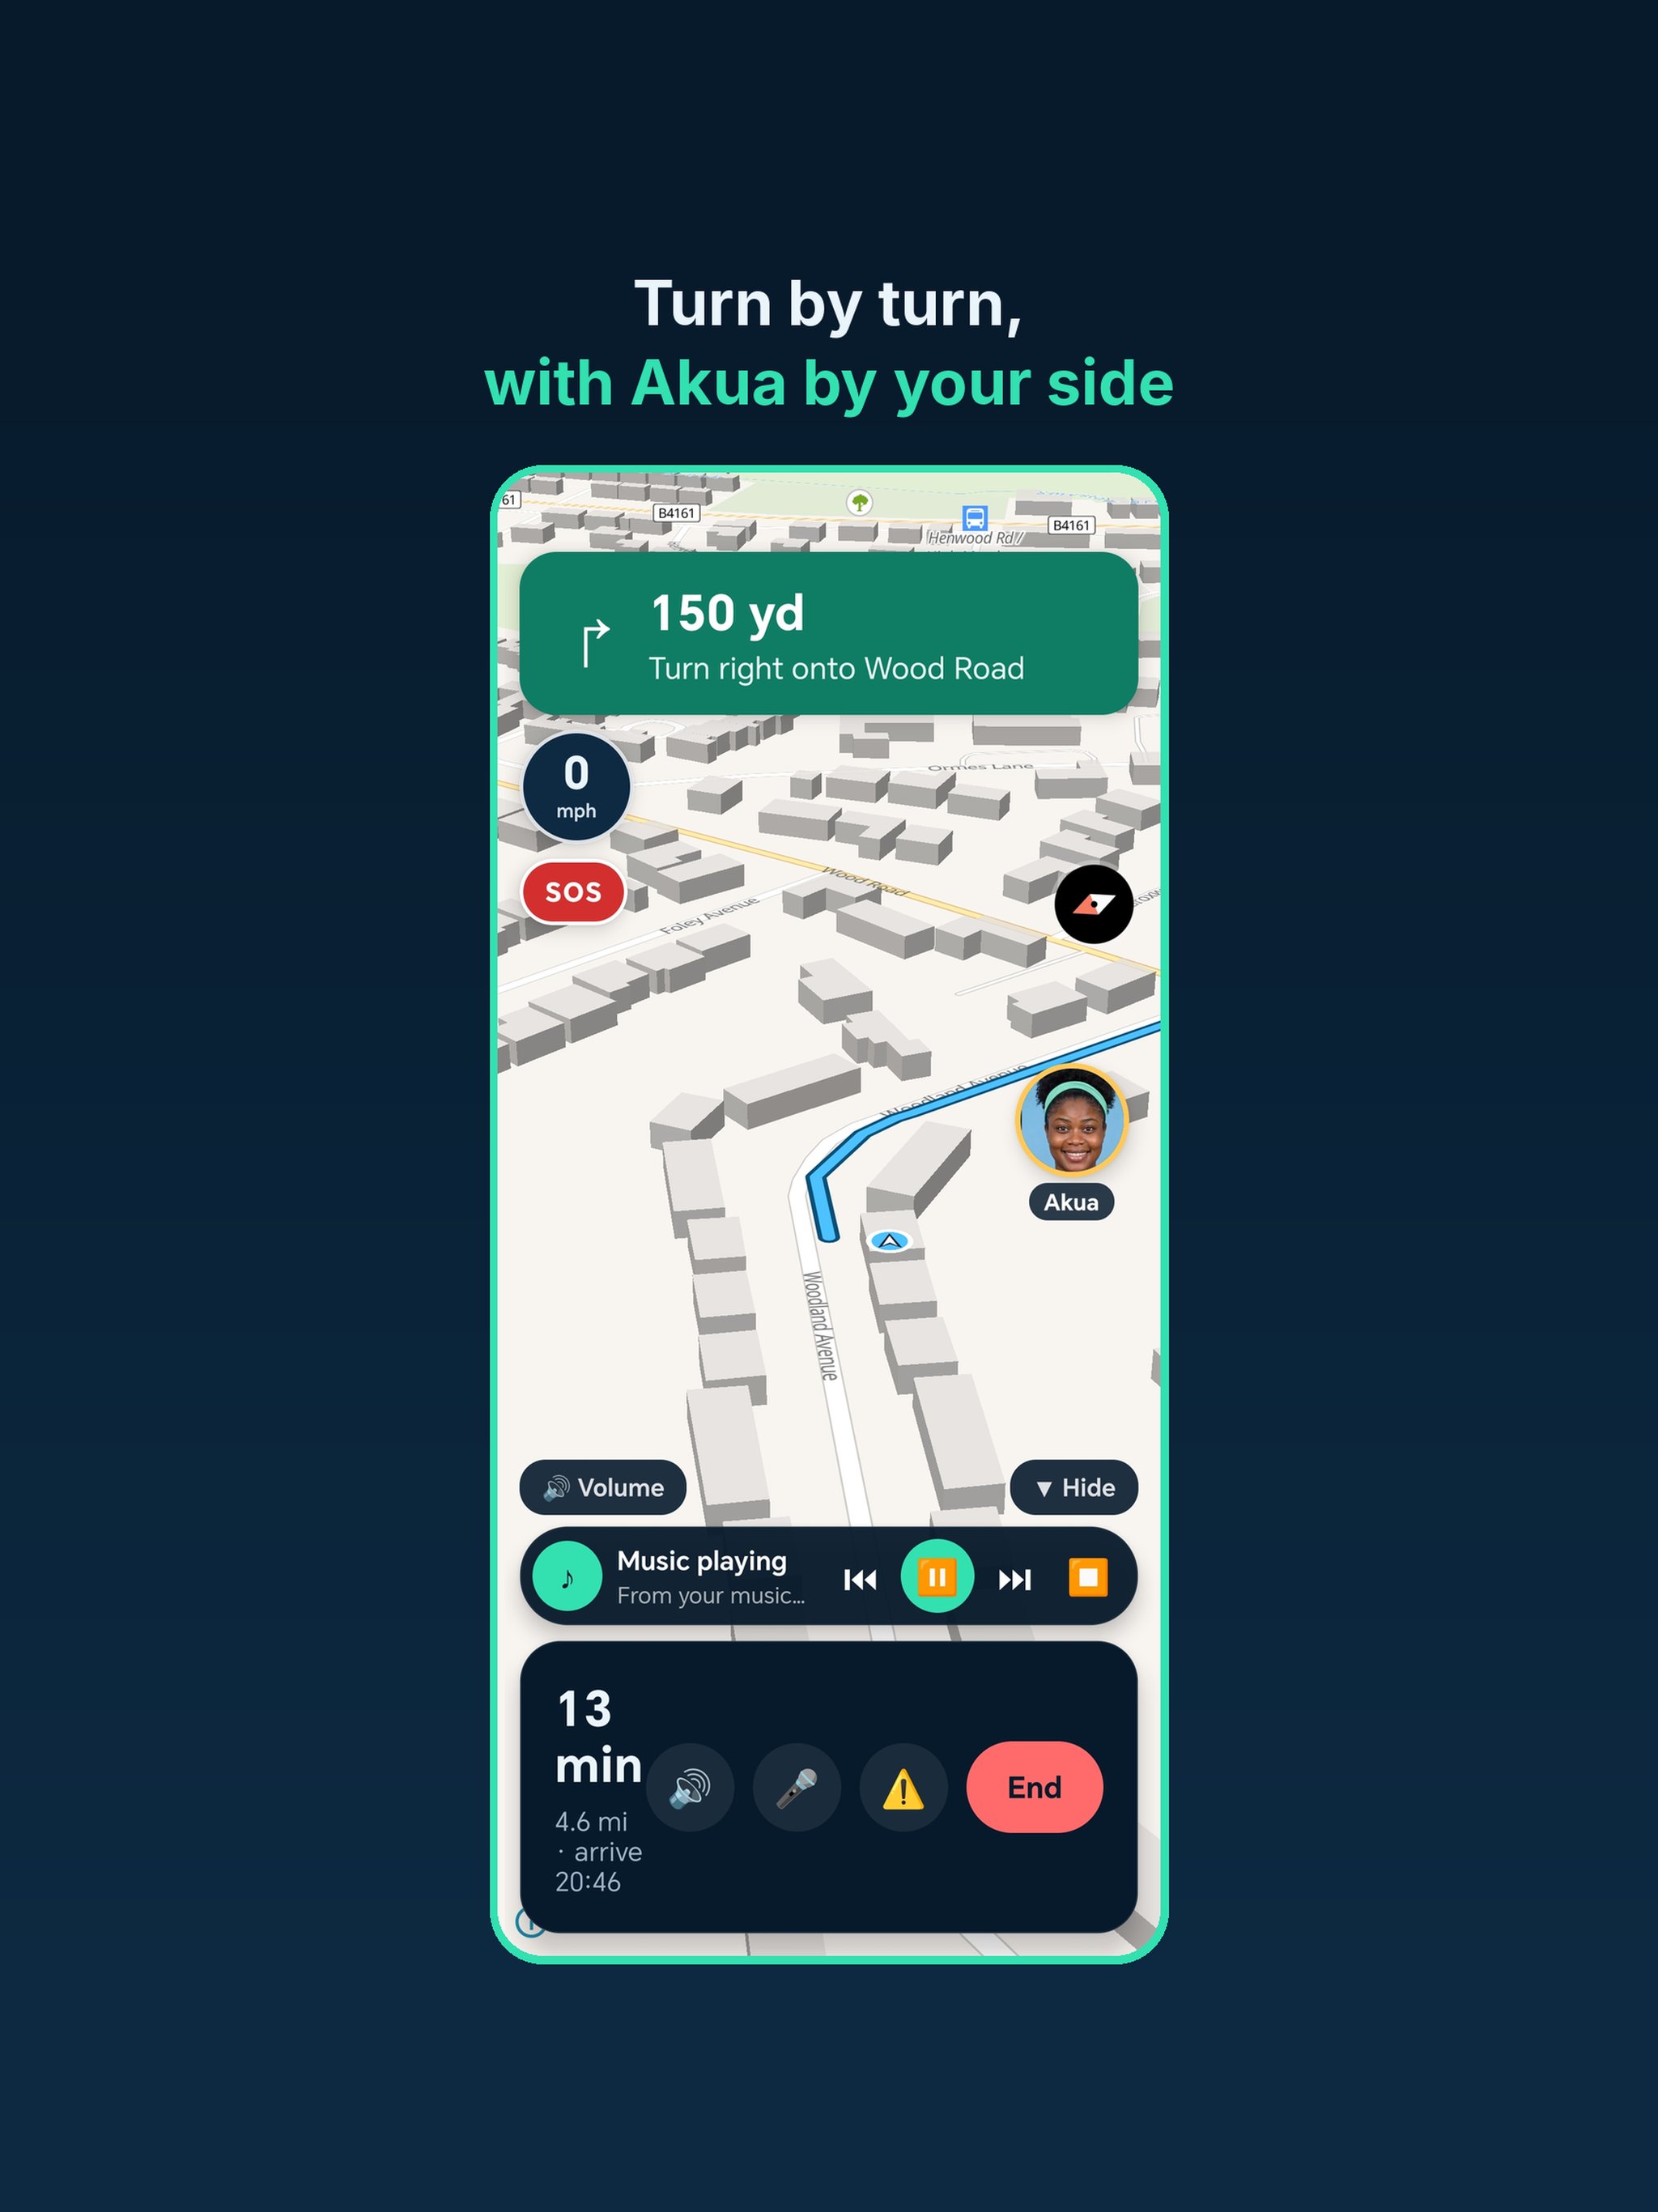 Turn by turn,
with Akua by your side
61
B4161
B4161
Henwood Rd /
150 yd
Turn right onto Wood Road
Ormes Lane
0
mph
Wood Road
SOS
Foley Avenue
Woodland Avenue
Akua
Woodland Avenue
Volume
▼ Hide
Music playing
From your music...
13
min
4.6 mi
· arrive
20:46
End